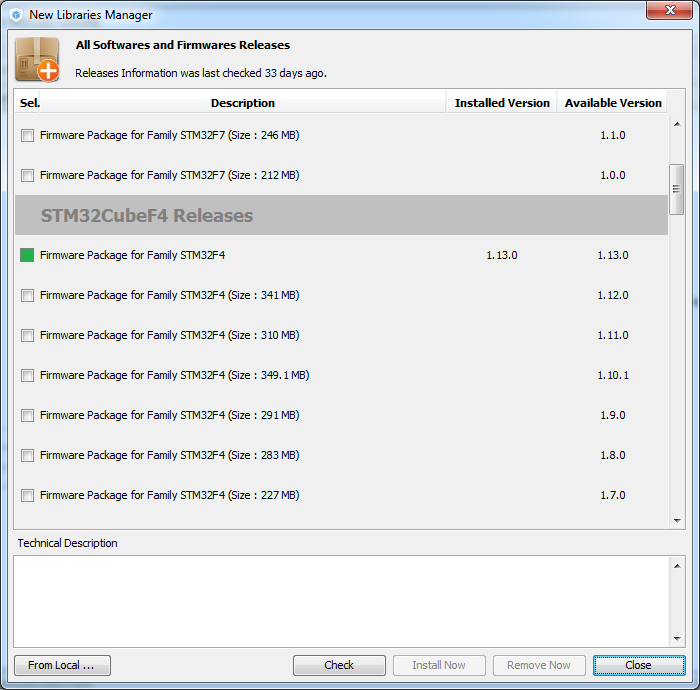 New Libraries Manager
All Softwares and Firmwares Releases
Releases Information was last checked 33 days ago.
Sel. Description Installed Version Available Version
Firmware Package for Family STM32F7 (Size : 246 MB) 1.1.0
Firmware Package for Family STM32F7 (Size : 212 MB) 1.0.0
STM32CubeF4 Releases
Firmware Package for Family STM32F4 1.13.0 1.13.0
Firmware Package for Family STM32F4 (Size : 341 MB) 1.12.0
Firmware Package for Family STM32F4 (Size : 310 MB) 1.11.0
Firmware Package for Family STM32F4 (Size : 349.1 MB) 1.10.1
Firmware Package for Family STM32F4 (Size : 291 MB) 1.9.0
Firmware Package for Family STM32F4 (Size : 283 MB) 1.8.0
Firmware Package for Family STM32F4 (Size : 227 MB) 1.7.0
Technical Description
From Local ... Check Install Now Remove Now Close